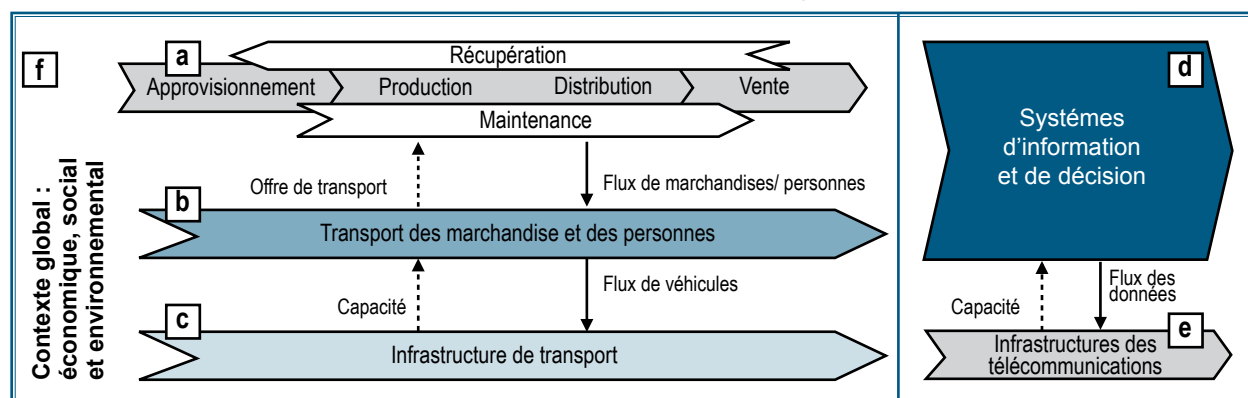 f
Contexte global :
économique, social
et environnemental
a
Récupération
Approvisionnement
Production
Distribution
Vente
Maintenance
Offre de transport
Flux de marchandises/ personnes
b
Transport des marchandise et des personnes
Capacité
Flux de véhicules
c
Infrastructure de transport
d
Systémes
d'information
et de décision
Capacité
Flux des
données
e
Infrastructures des
télécommunications